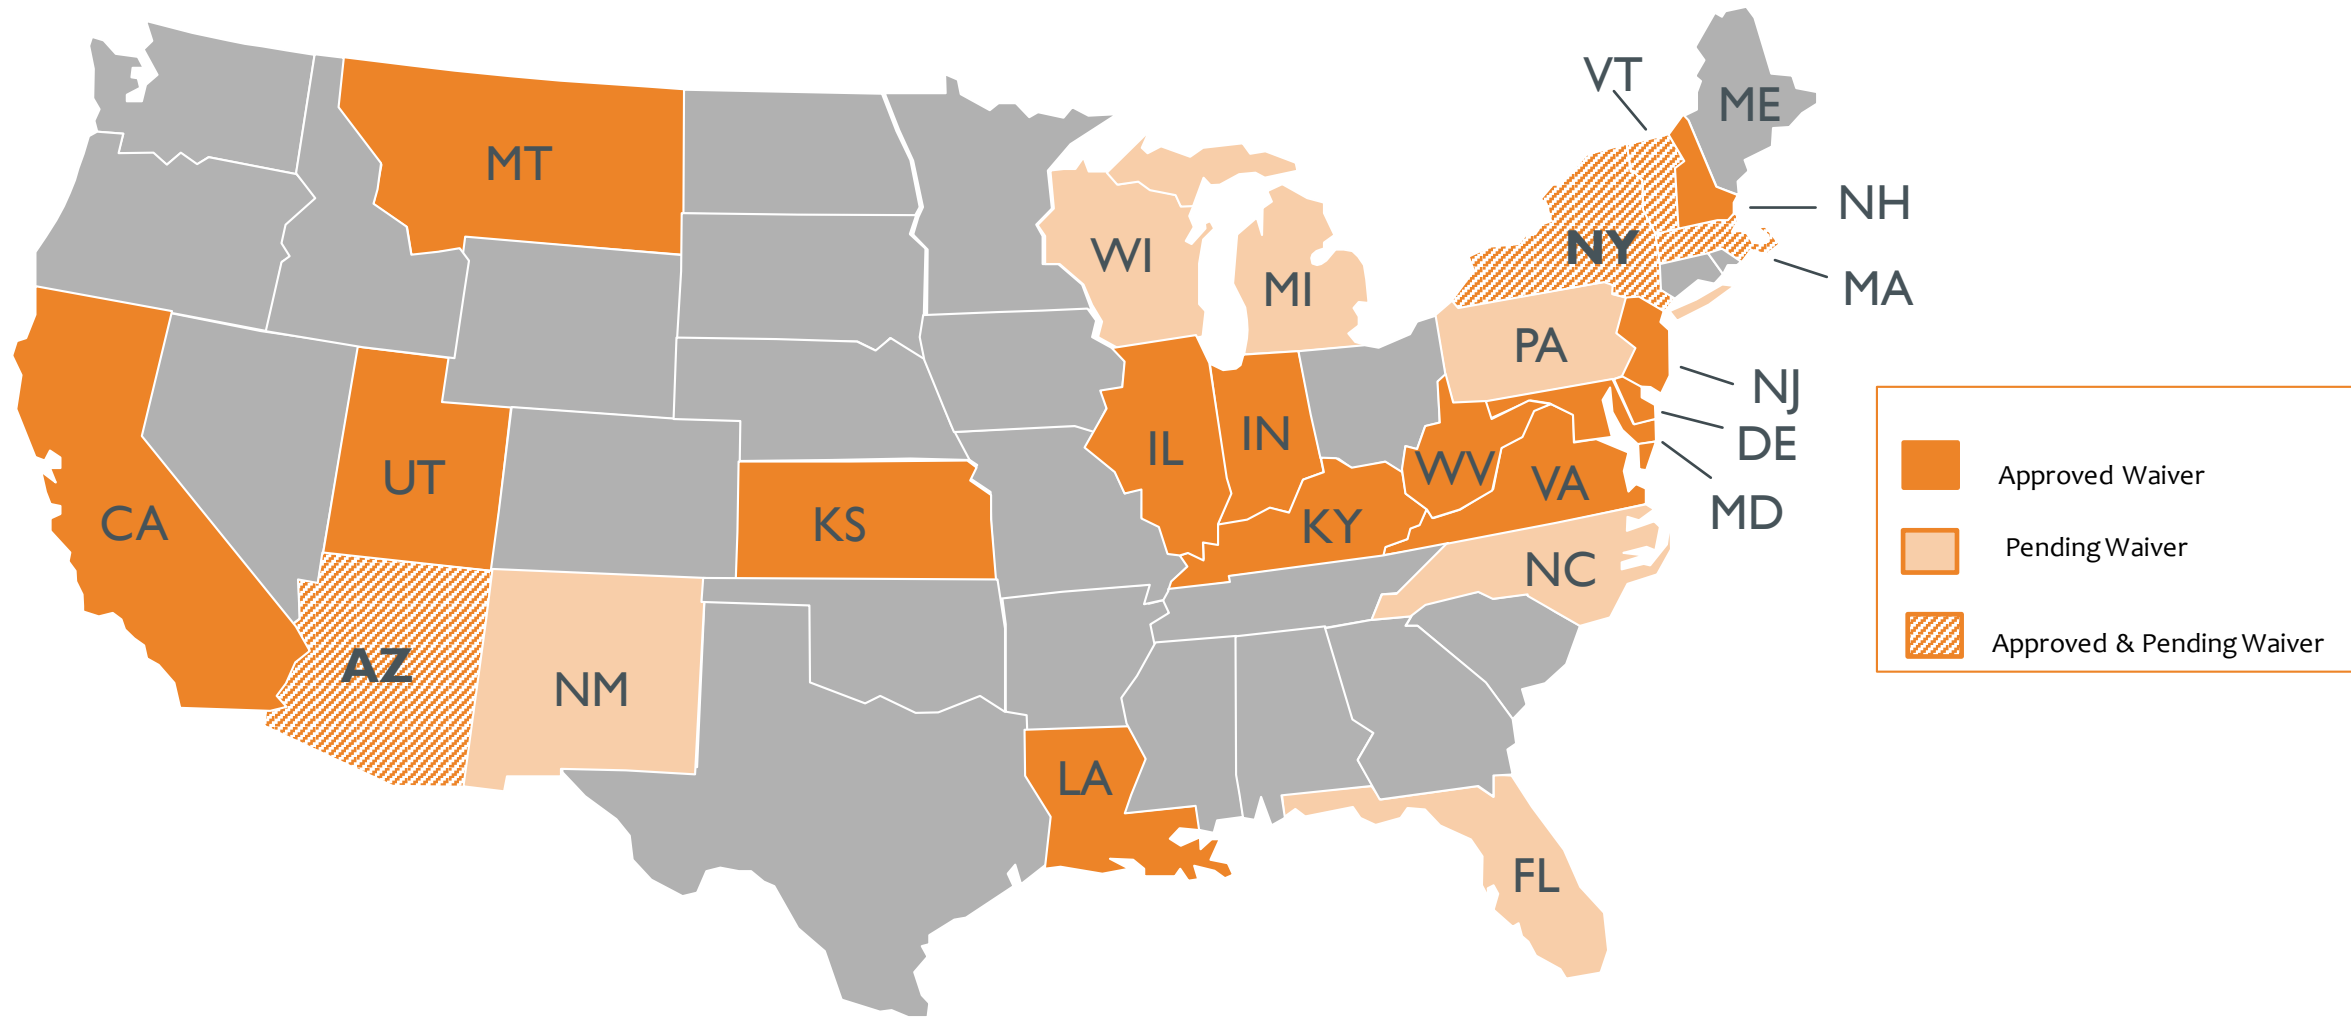 VT
ME
MT
NH
NY
WI
MA
MI
PA
NJ
IN
DE
IL
WV
UT
VA
Approved Waiver
MD
CA
KS
KY
Pending Waiver
NC
Approved & Pending Waiver
AZ
NM
LA
FL